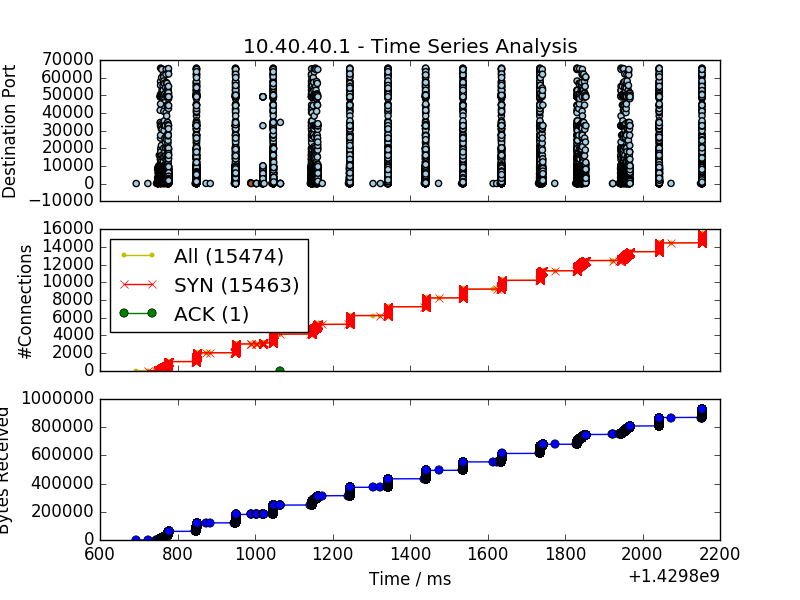 10.40.40.1 - Time Series Analysis
Destination Port
70000
60000
50000
40000
30000
20000
10000
0
−10000
#Connections
16000
14000
12000
10000
8000
6000
4000
2000
0
All (15474)
SYN (15463)
ACK (1)
Bytes Received
1000000
800000
600000
400000
200000
0
600 800 1000 1200 1400 1600 1800 2000 2200
Time / ms
+1.4298e9